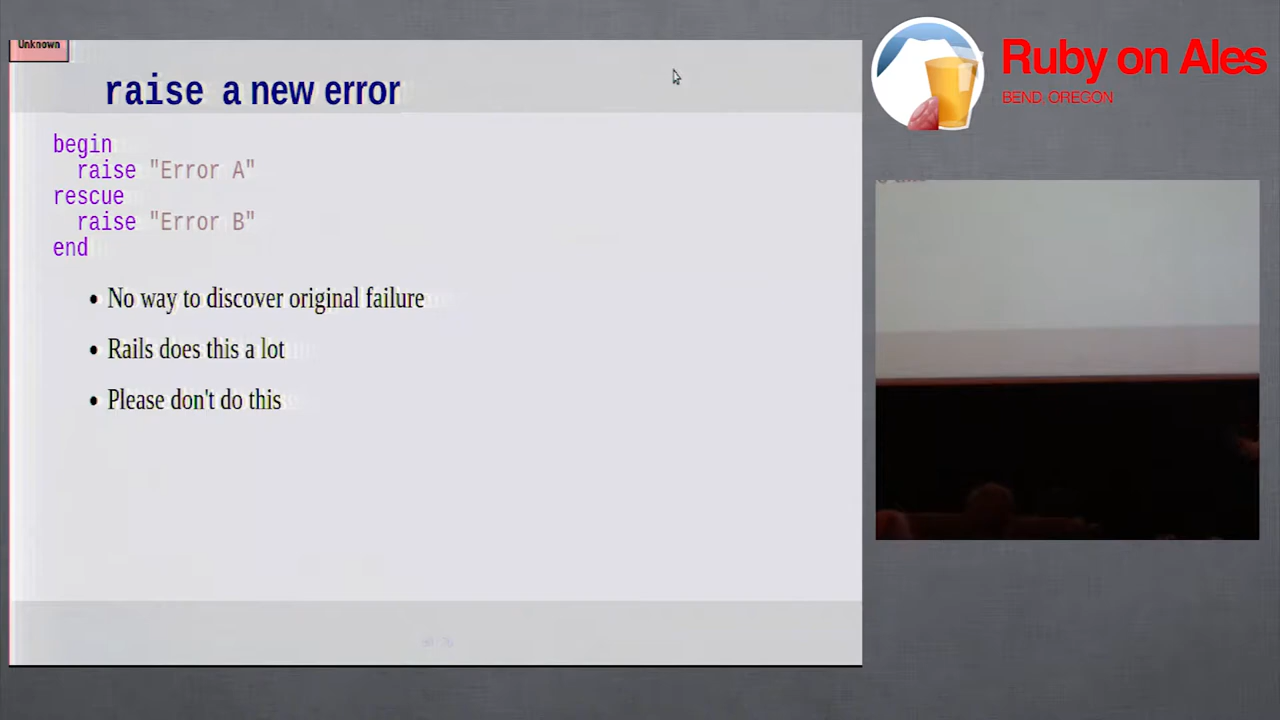 Unknown
raise a new error
begin
raise "Error A"
rescue
raise "Error B"
end
• No way to discover original failure
• Rails does this a lot
• Please don't do this
Ruby on Ales
BEND, OREGON